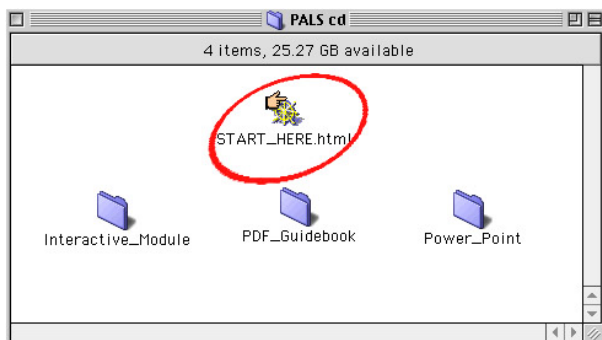 PALS cd
4 items, 25.27 GB available
START_HERE.html
Interactive_Module
PDF_Guidebook
Power_Point